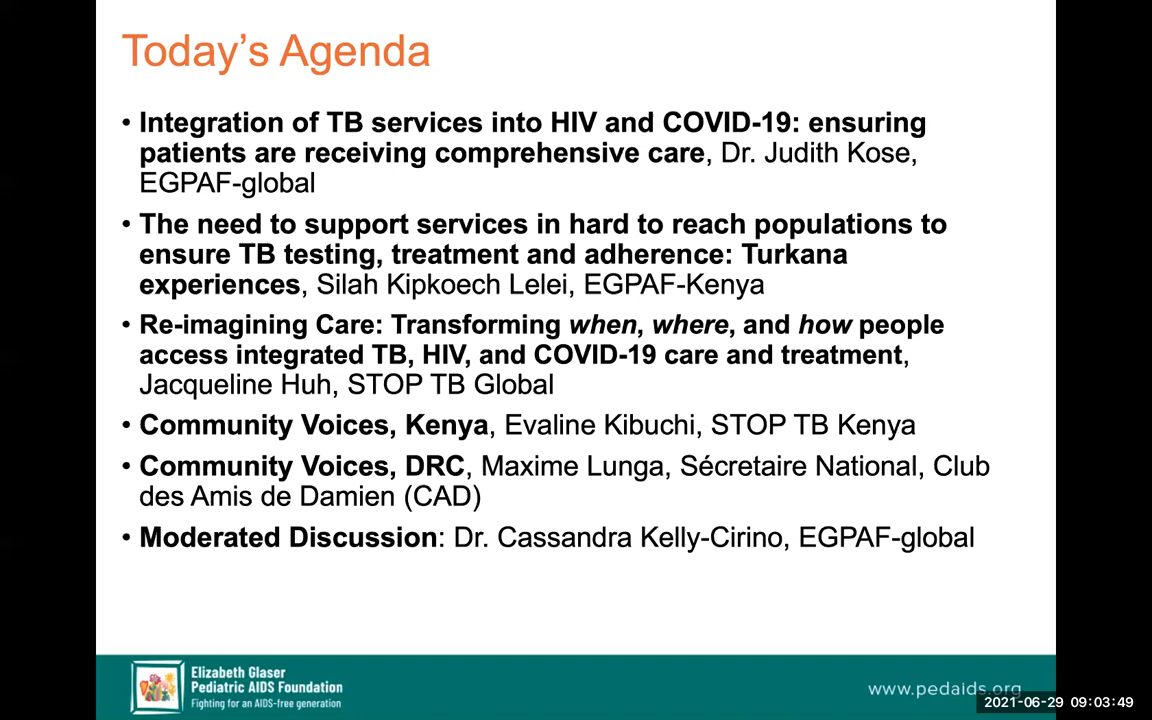 Today’s Agenda
• Integration of TB services into HIV and COVID-19: ensuring
patients are receiving comprehensive care, Dr. Judith Kose,
EGPAF-global
• The need to support services in hard to reach populations to
ensure TB testing, treatment and adherence: Turkana
experiences, Silah Kipkoech Lelei, EGPAF-Kenya
• Re-imagining Care: Transforming when, where, and how people
access integrated TB, HIV, and COVID-19 care and treatment,
Jacqueline Huh, STOP TB Global
• Community Voices, Kenya, Evaline Kibuchi, STOP TB Kenya
• Community Voices, DRC, Maxime Lunga, Sécretaire National, Club
des Amis de Damien (CAD)
• Moderated Discussion: Dr. Cassandra Kelly-Cirino, EGPAF-global
Elizabeth Glaser
Pediatric AIDS Foundation
Fighting for an AIDS-free generation
www.pedaids.org
2021-06-29 09:03:49